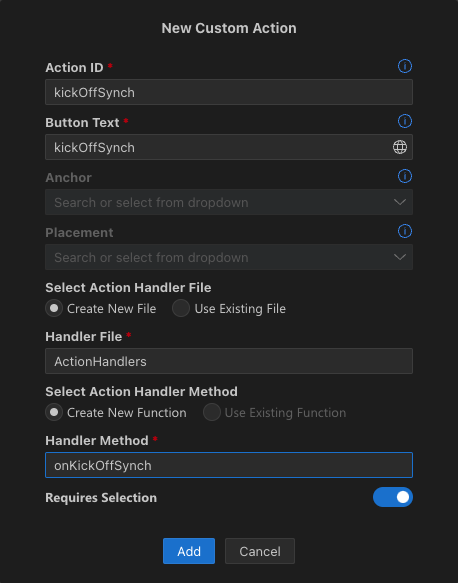 New Custom Action
Action ID *
kickOffSynch
Button Text *
kickOffSynch
Anchor
Search or select from dropdown
Placement
Search or select from dropdown
Select Action Handler File
Create New File Use Existing File
Handler File *
ActionHandlers
Select Action Handler Method
Create New Function Use Existing Function
Handler Method *
onKickOffSynch
Requires Selection
Add Cancel